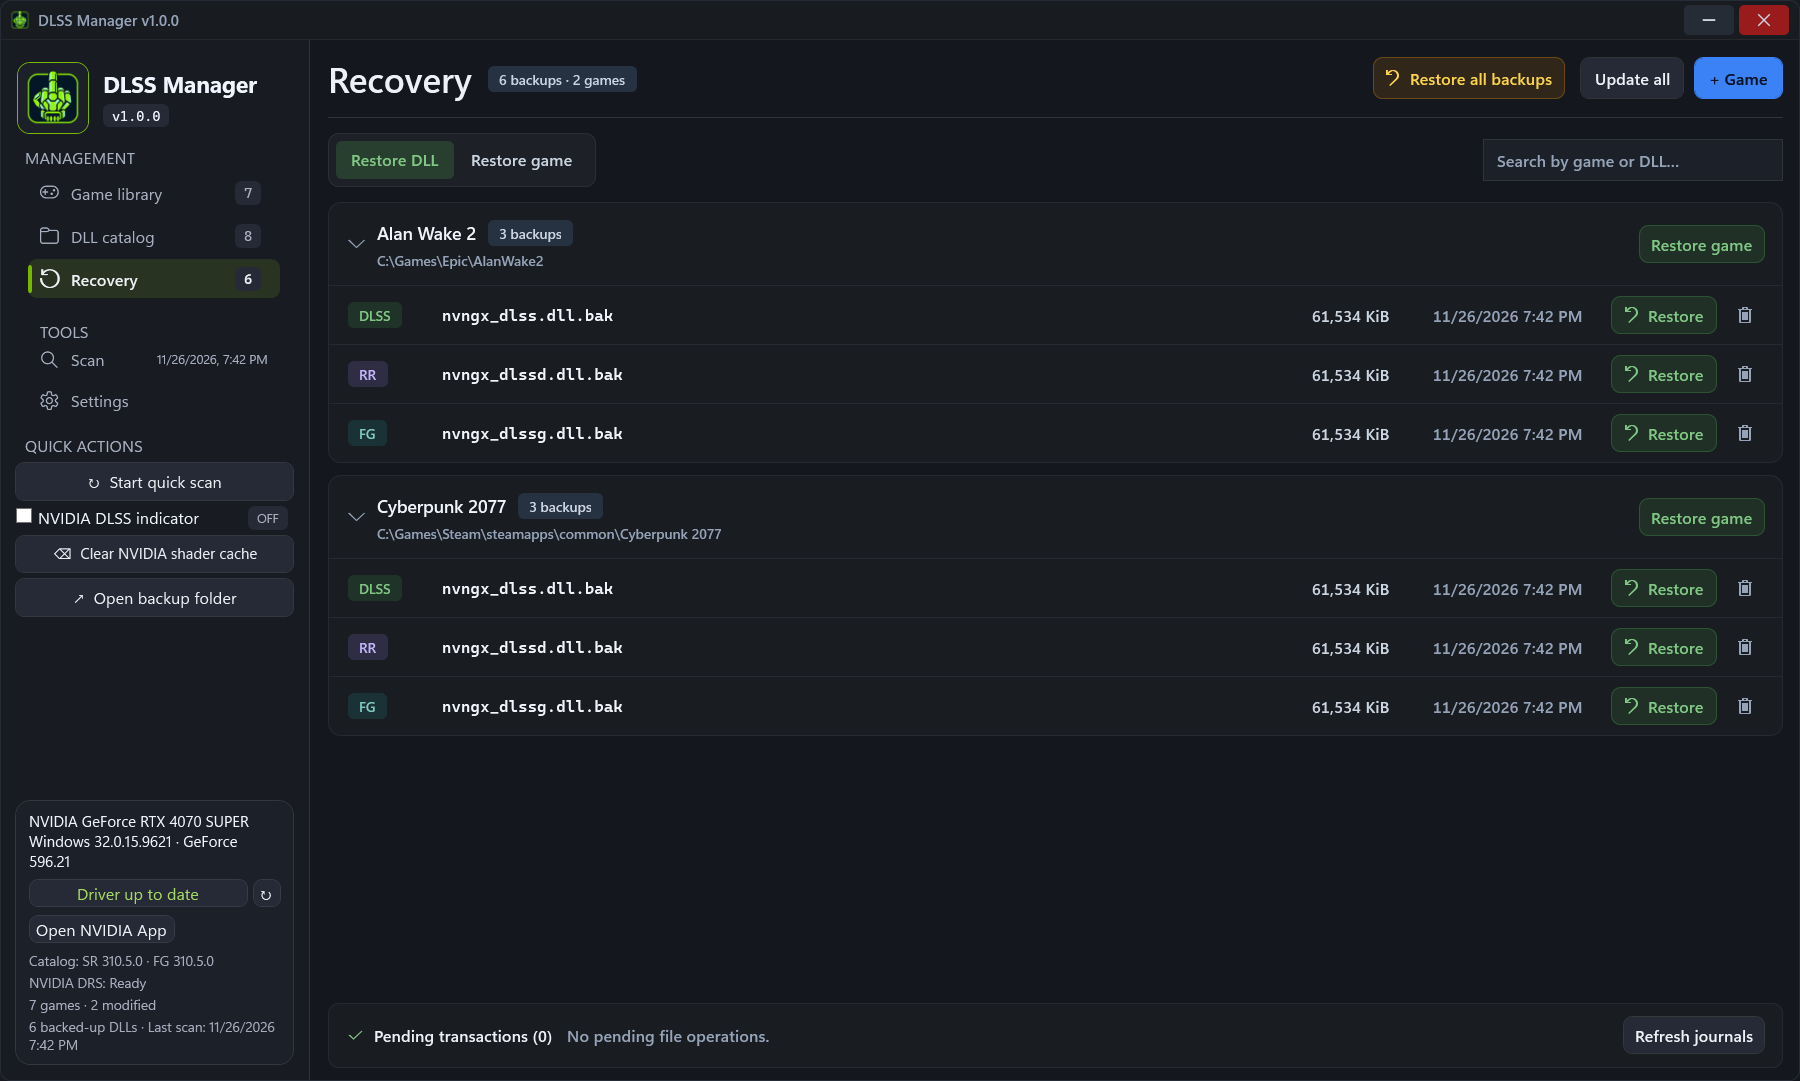 DLSS Manager v1.0.0
DLSS Manager
v1.0.0
MANAGEMENT
Game library 7
DLL catalog 8
Recovery 6
TOOLS
Scan 11/26/2026, 7:42 PM
Settings
QUICK ACTIONS
↻ Start quick scan
NVIDIA DLSS indicator OFF
⌫ Clear NVIDIA shader cache
↗ Open backup folder
NVIDIA GeForce RTX 4070 SUPER
Windows 32.0.15.9621 · GeForce
596.21
Driver up to date ↻
Open NVIDIA App
Catalog: SR 310.5.0 · FG 310.5.0
NVIDIA DRS: Ready
7 games · 2 modified
6 backed-up DLLs · Last scan: 11/26/2026
7:42 PM
Recovery 6 backups · 2 games
Restore all backups Update all + Game
Restore DLL Restore game
Search by game or DLL...
Alan Wake 2 3 backups
C:\Games\Epic\AlanWake2
Restore game
DLSS nvngx_dlss.dll.bak 61,534 KiB 11/26/2026 7:42 PM Restore
RR nvngx_dlssd.dll.bak 61,534 KiB 11/26/2026 7:42 PM Restore
FG nvngx_dlssg.dll.bak 61,534 KiB 11/26/2026 7:42 PM Restore
Cyberpunk 2077 3 backups
C:\Games\Steam\steamapps\common\Cyberpunk 2077
Restore game
DLSS nvngx_dlss.dll.bak 61,534 KiB 11/26/2026 7:42 PM Restore
RR nvngx_dlssd.dll.bak 61,534 KiB 11/26/2026 7:42 PM Restore
FG nvngx_dlssg.dll.bak 61,534 KiB 11/26/2026 7:42 PM Restore
Pending transactions (0) No pending file operations.
Refresh journals